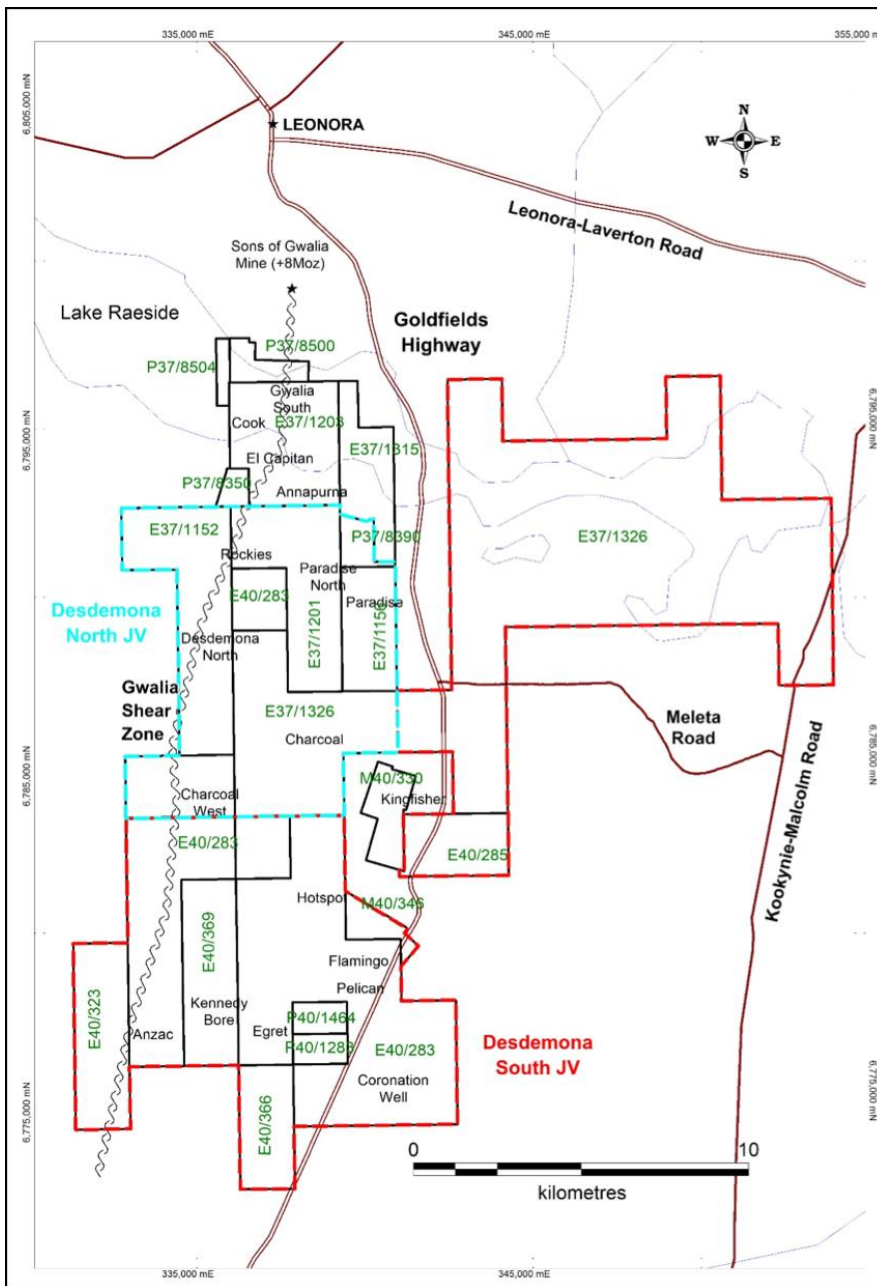 335,000 mE
345,000 mE
355,000 mE
6,805,000 mN
LEONORA
N
W E
S
Leonora-Laverton Road
Sons of Gwalia
Mine (+8Moz)
Lake Raeside
Goldfields
Highway
P37/8500
P37/8504
Gwalia
South
E37/1203
Cook
6,795,000 mN
6,795,000 mN
E37/1315
El Capitan
P37/8350
Annapurna
E37/1152
P37/8390
E37/1326
Rockies
Paradise
North
E40/283
Paradise
Desdemona
North JV
E37/1201
E37/1156
Desdemona
North
Gwalia
Shear
Zone
E37/1326
Meleta
Road
Charcoal
6,785,000 mN
6,785,000 mN
M40/330
Kingfisher
Charcoal
West
E40/283
E40/285
Kookynie-Malcolm Road
Hotspo
M40/346
E40/369
Flamingo
Pelican
E40/323
Kennedy
Bore
Anzac
Egret
P40/1464
P40/1283
E40/283
Desdemona
South JV
Coronation
Well
E40/366
6,775,000 mN
6,775,000 mN
0 10
kilometres
335,000 mE
345,000 mE